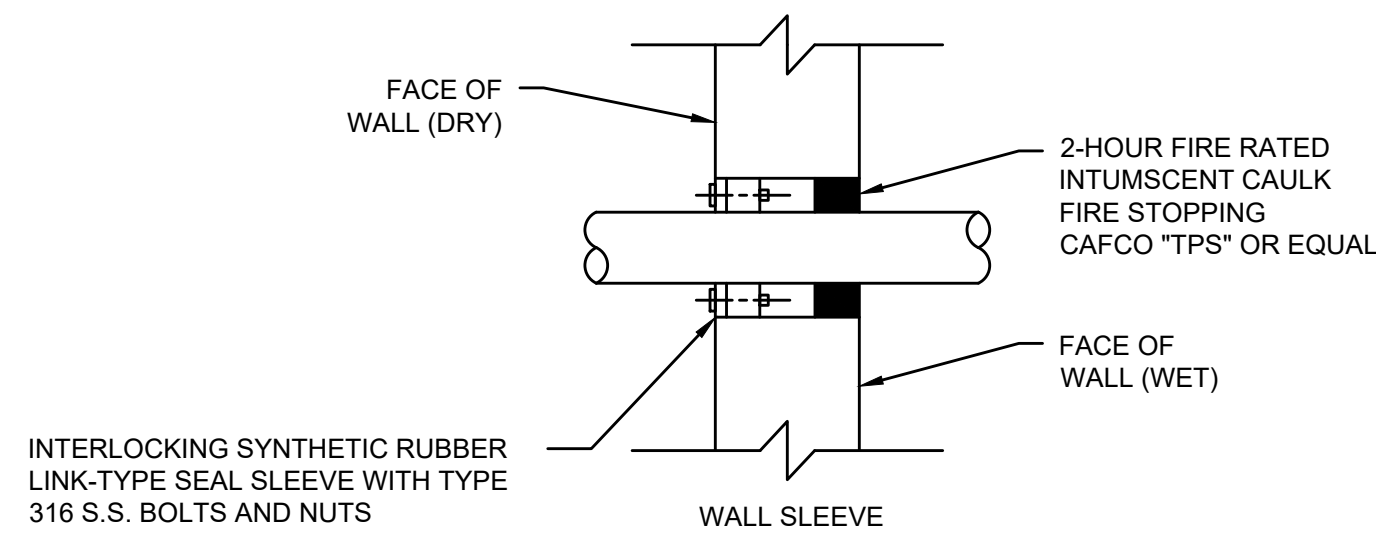 FACE OF
WALL (DRY)
2-HOUR FIRE RATED
INTUMSCENT CAULK
FIRE STOPPING
CAFCO "TPS" OR EQUAL
FACE OF
WALL (WET)
INTERLOCKING SYNTHETIC RUBBER
LINK-TYPE SEAL SLEEVE WITH TYPE
316 S.S. BOLTS AND NUTS
WALL SLEEVE